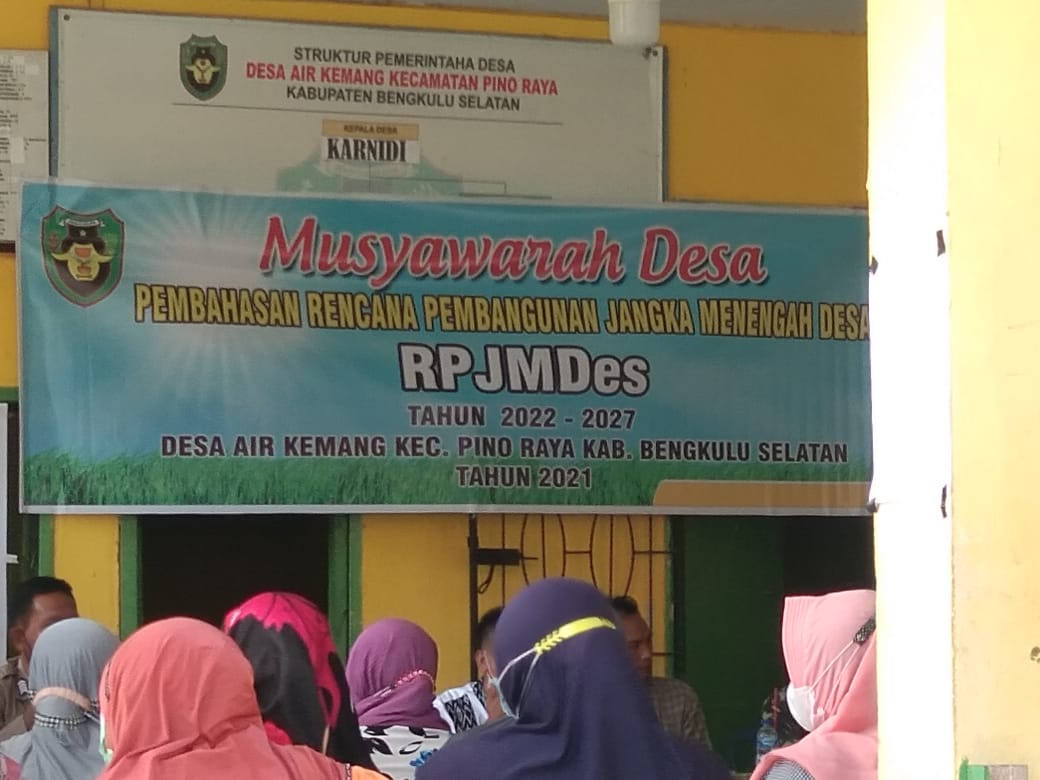 STRUKTUR PEMERINTAHA DESA
DESA AIR KEMANG KECAMATAN PINO RAYA
KABUPATEN BENGKULU SELATAN
KEPALA DESA
KARNIDI
Musyawarah Desa
PEMBAHASAN RENCANA PEMBANGUNAN JANGKA MENENGAH DESA
RPJMDes
TAHUN 2022 - 2027
DESA AIR KEMANG KEC. PINO RAYA KAB. BENGKULU SELATAN
TAHUN 2021